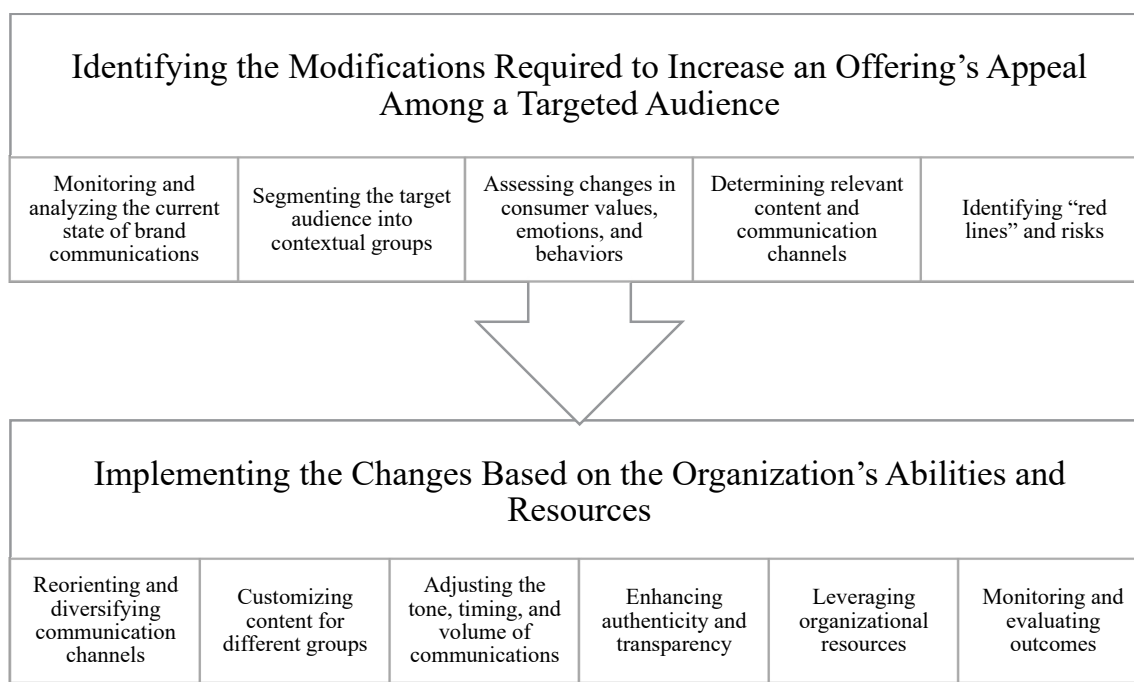 Identifying the Modifications Required to Increase an Offering’s Appeal
Among a Targeted Audience
Monitoring and
analyzing the current
state of brand
communications
Segmenting the target
audience into
contextual groups
Assessing changes in
consumer values,
emotions, and
behaviors
Determining relevant
content and
communication
channels
Identifying “red
lines” and risks
Implementing the Changes Based on the Organization’s Abilities and
Resources
Reorienting and
diversifying
communication
channels
Customizing
content for
different groups
Adjusting the
tone, timing, and
volume of
communications
Enhancing
authenticity and
transparency
Leveraging
organizational
resources
Monitoring and
evaluating
outcomes